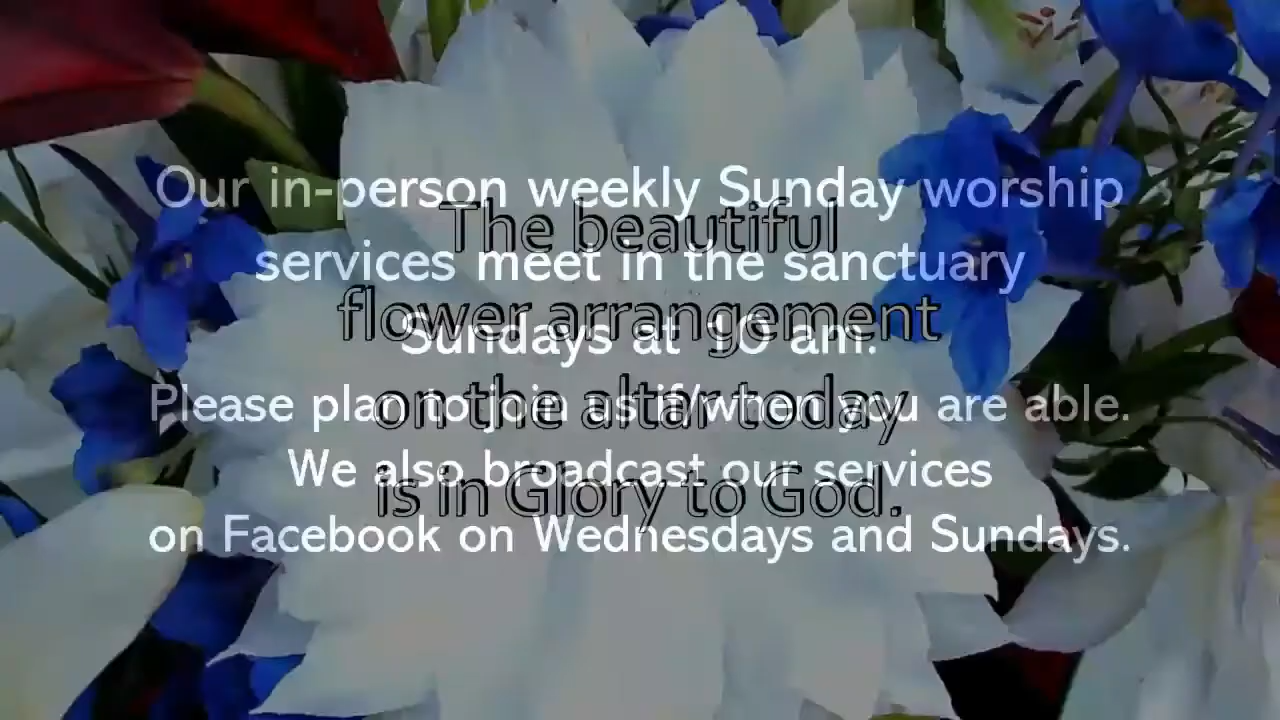 Our in-person weekly Sunday worship
services meet in the sanctuary
Sundays at 10 am.
Please plan to join us if/when you are able.
We also broadcast our services
on Facebook on Wednesdays and Sundays.
The beautiful
flower arrangement
on the altar today
is in Glory to God.